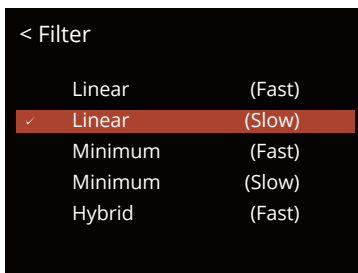 < Filter
Linear (Fast)
✓ Linear (Slow)
Minimum (Fast)
Minimum (Slow)
Hybrid (Fast)